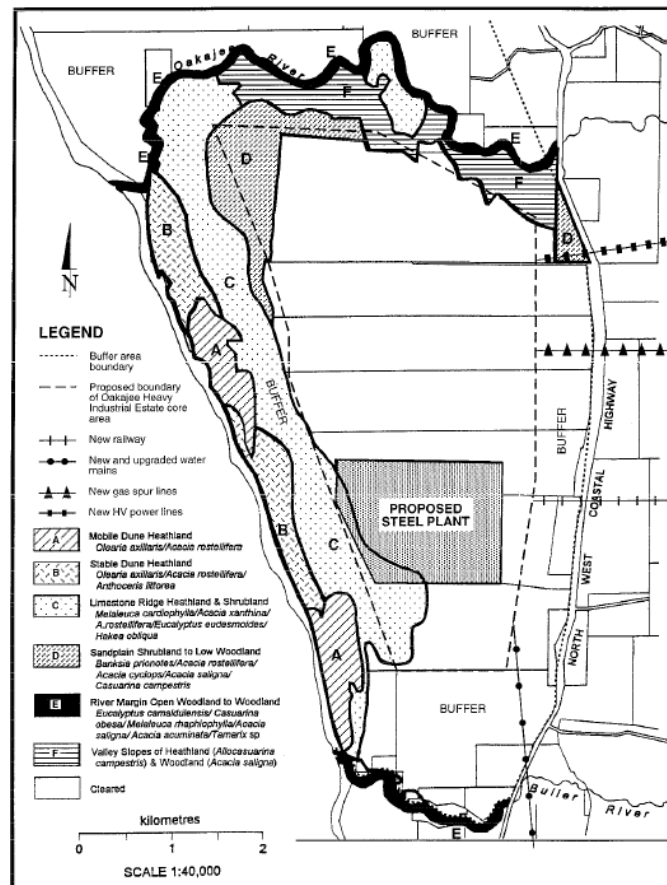 BUFFER
E
Oakajee
River
E
BUFFER
E
E
F
E
F
D
D
B
C
N
A
BUFFER
BUFFER
HIGHWAY
COASTAL
WEST
NORTH
PROPOSED
STEEL PLANT
B
C
A
BUFFER
Buller
River
E
LEGEND
Buffer area
boundary
Proposed boundary
of Oakajee Heavy
Industrial Estate core
area
New railway
New and upgraded water
mains
New gas spur lines
New HV power lines
A
Mobile Dune Heathland
Olearia axillaris/Acacia rostellifera
B
Stable Dune Heathland
Olearia axillaris/Acacia rostellifera/
Anthoceris littorea
C
Limestone Ridge Heathland & Shrubland
Melaleuca cardiophylla/Acacia xanthina/
A.rostellifera/Eucalyptus eudesmoides/
Hakea obliqua
D
Sandplain Shrubland to Low Woodland
Banksia prionotes/Acacia rostellifera/
Acacia cyclops/Acacia saligna/
Casuarina campestris
E
River Margin Open Woodland to Woodland
Eucalyptus camaldulensis/ Casuarina
obesa/ Melaleuca rhaphiophylla/Acacia
saligna/ Acacia acuminata/Tamarix sp
F
Valley Slopes of Heathland (Allocasuarina
campestris) & Woodland (Acacia saligna)
Cleared
kilometres
0 1 2
SCALE 1:40,000